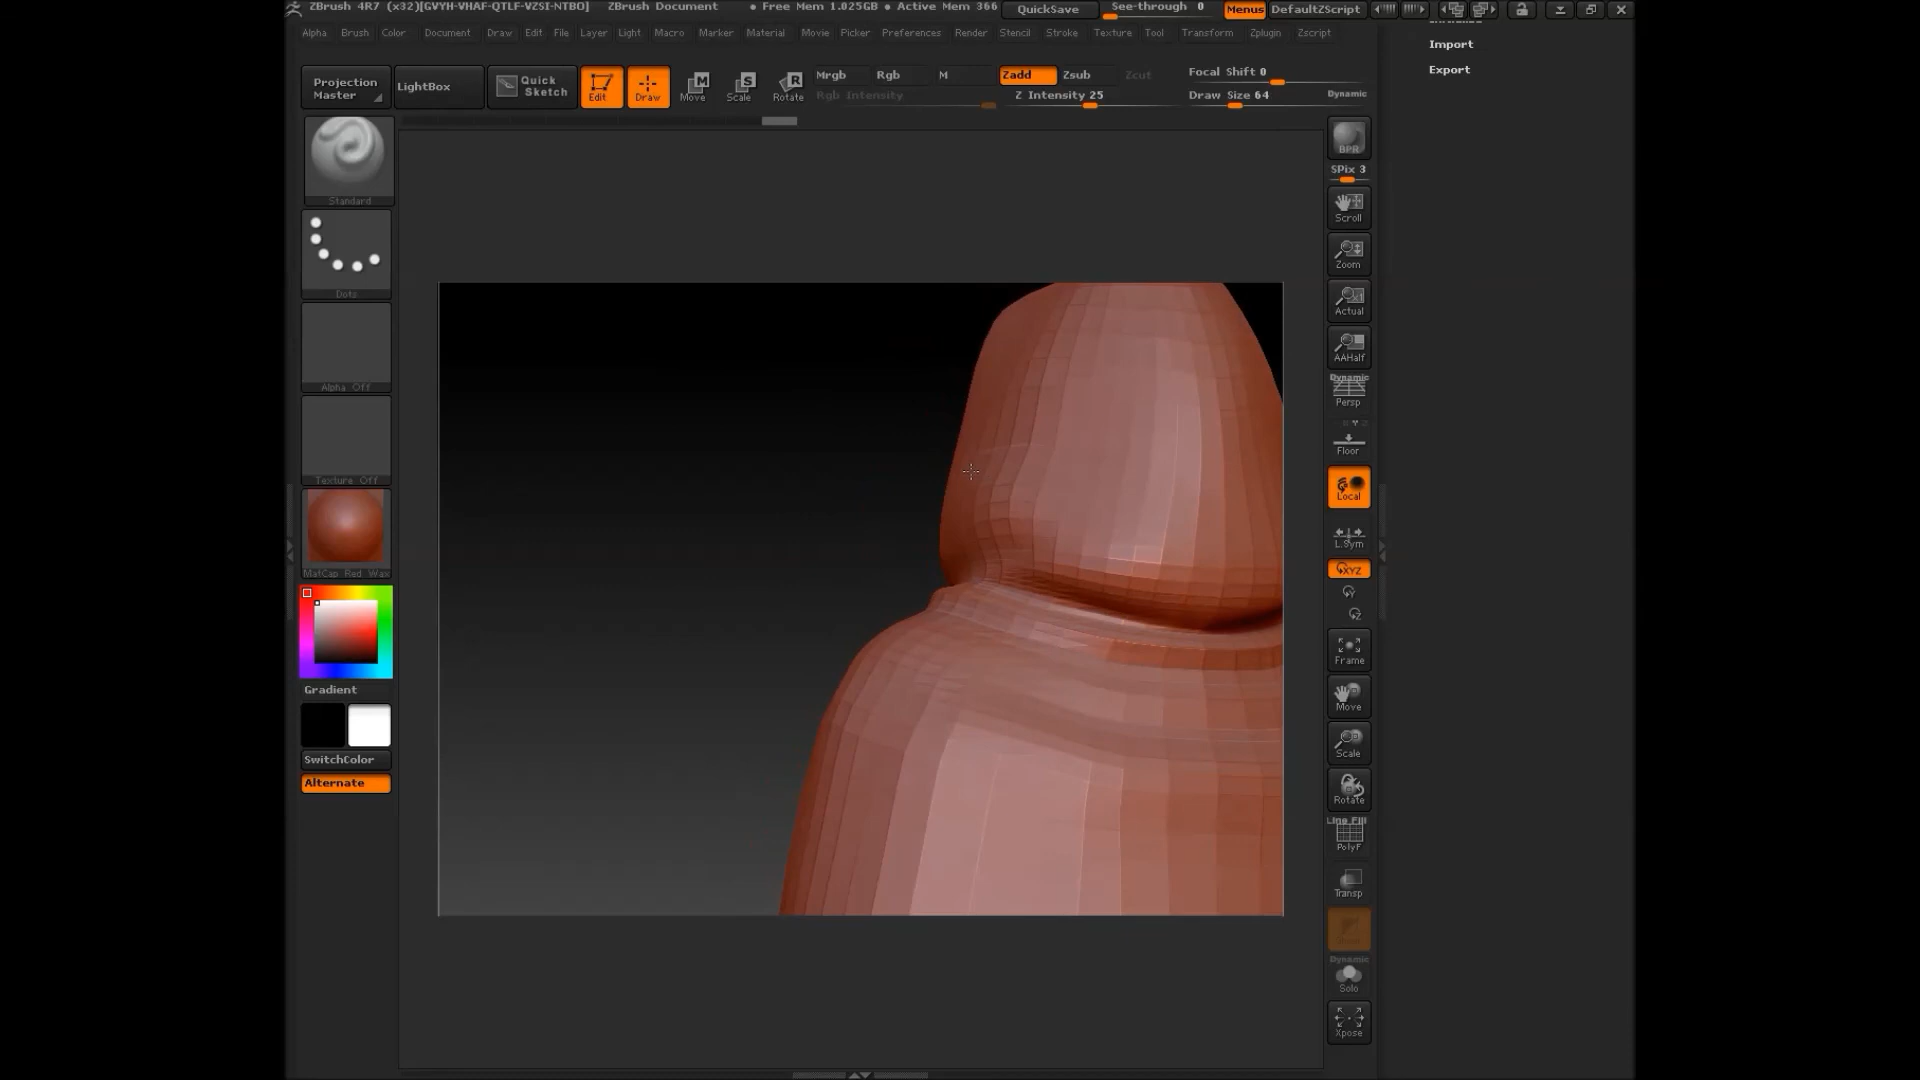 ZBrush 4R7 (x32)[GVYH-VHAF-QTLF-VZSI-NTBO] ZBrush Document • Free Mem 1.025GB • Active Mem 366 QuickSave See-through 0 Menus DefaultZScript
Alpha Brush Color Document Draw Edit File Layer Light Macro Marker Material Movie Picker Preferences Render Stencil Stroke Texture Tool Transform Zplugin Zscript
Import
Export
Projection Master
LightBox
Quick Sketch
Edit
Draw
Move
Scale
Rotate
Mrgb Rgb M Zadd Zsub Zcut
Rgb Intensity Z Intensity 25
Focal Shift 0
Draw Size 64 Dynamic
Standard
Dots
Alpha Off
Texture Off
MatCap Red Wax
Gradient
SwitchColor
Alternate
BPR
SPix 3
Scroll
Zoom
Actual
AAHalf
Dynamic
Persp
Floor
Local
L.Sym
XYZ
Y
Z
Frame
Move
Scale
Rotate
Line Fill
PolyF
Transp
Dynamic
Solo
Xpose